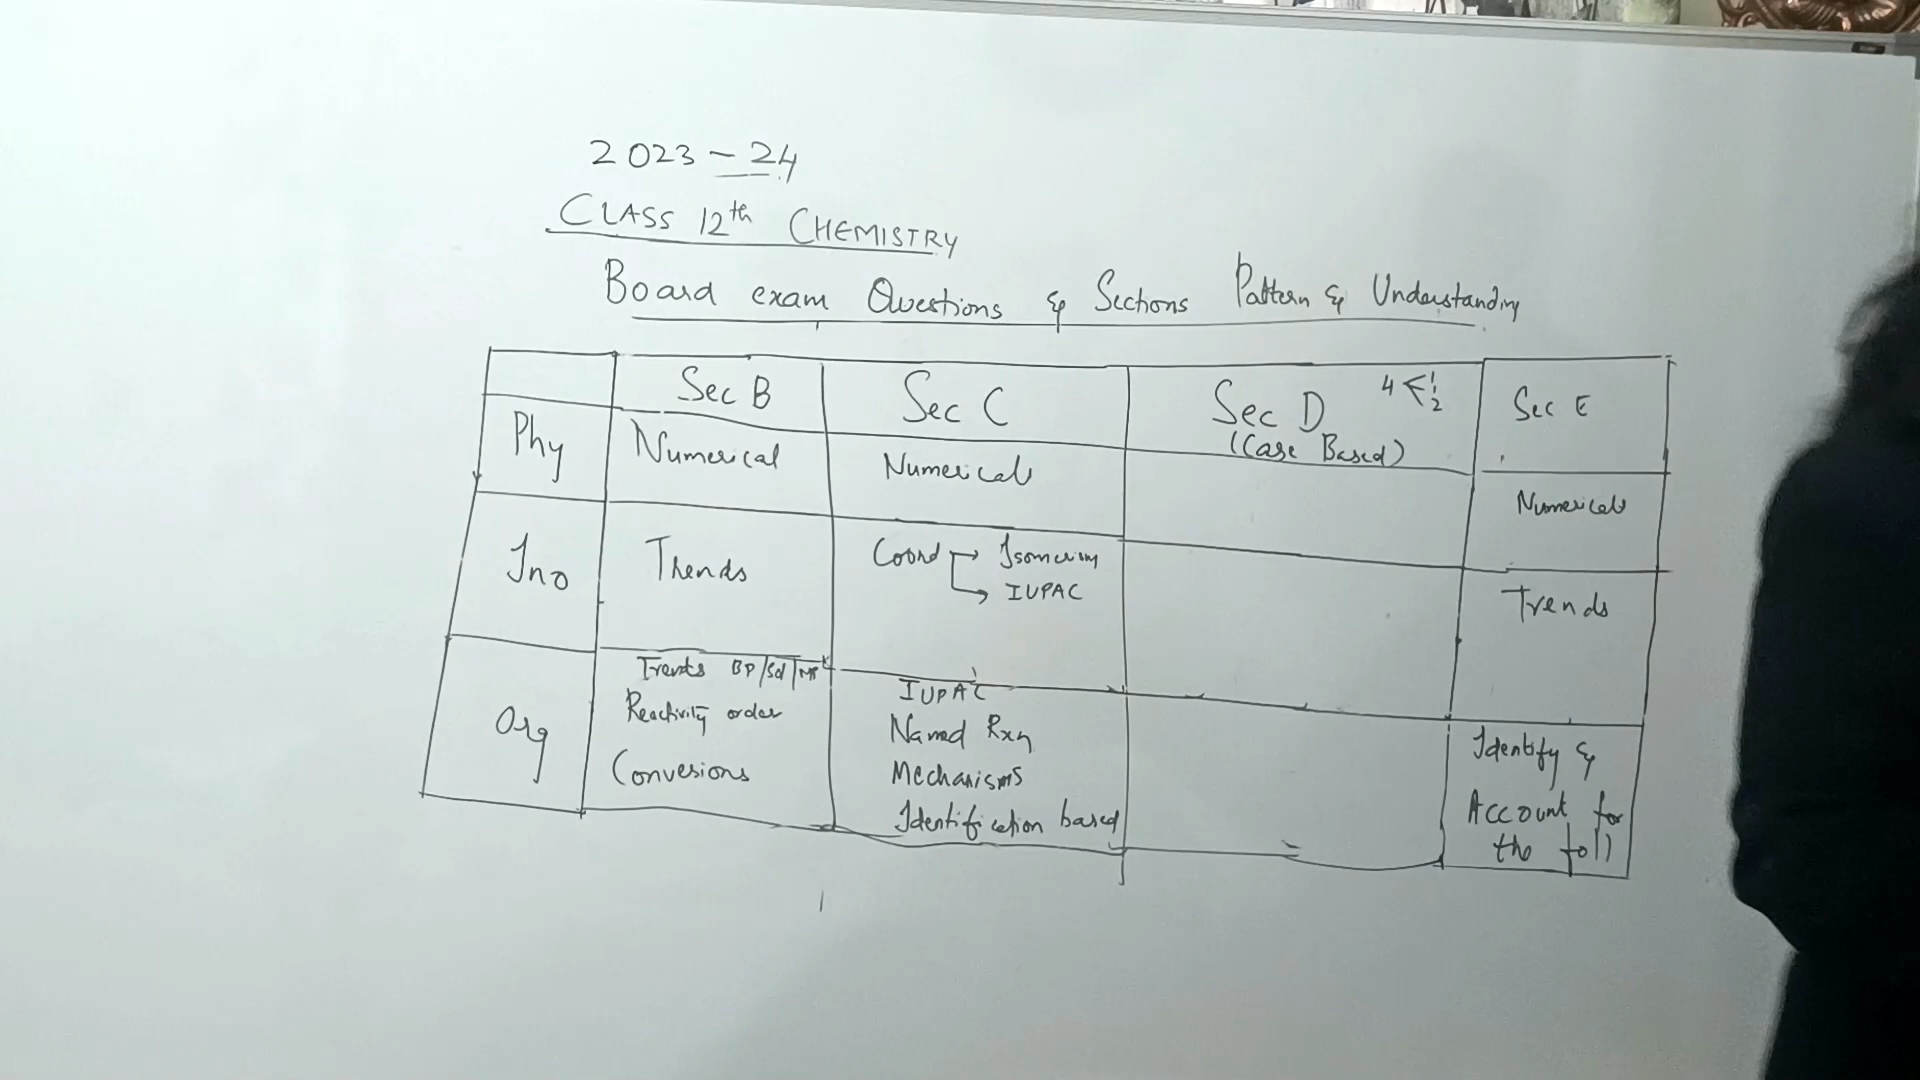 2023-24
CLASS 12th CHEMISTRY
Board exam Questions & Sections Pattern & Understanding
Sec B
Sec C
Sec D 4 < 1 1 2
(Case Based)
Sec E
Phy
Numerical
Numericals
Numericals
Ino
Trends
Coord → Isomerism
→ IUPAC
Trends
Org
Trends BP/Sol/MP
Reactivity order
Convesions
IUPAC
Named Rxn
Mechanisms
Identification based
Identify &
Account for
the foll